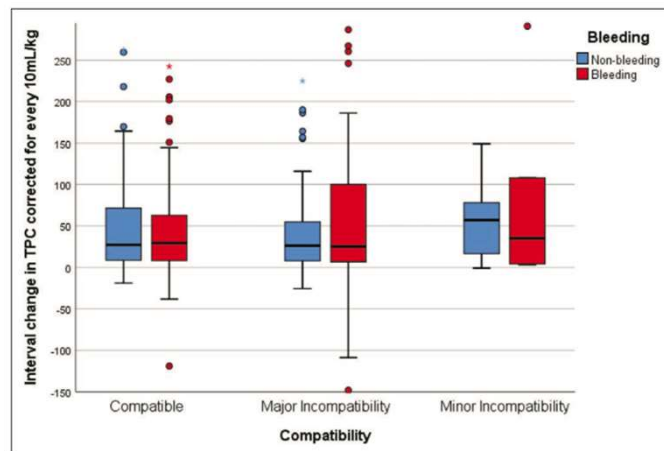 Bleeding
Non-bleeding
Bleeding
Interval change in TPC corrected for every 10mL/kg
250
200
150
100
50
0
-50
-100
-150
Compatible
Major Incompatibility
Minor Incompatibility
Compatibility